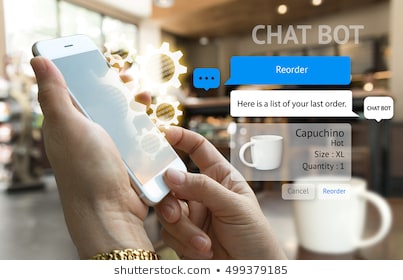 CHAT BOT
Reorder
Here is a list of your last order.
CHAT BOT
Capuchino
Hot
Size : XL
Quantity : 1
Cancel Reorder
shutterstock.com • 499379185